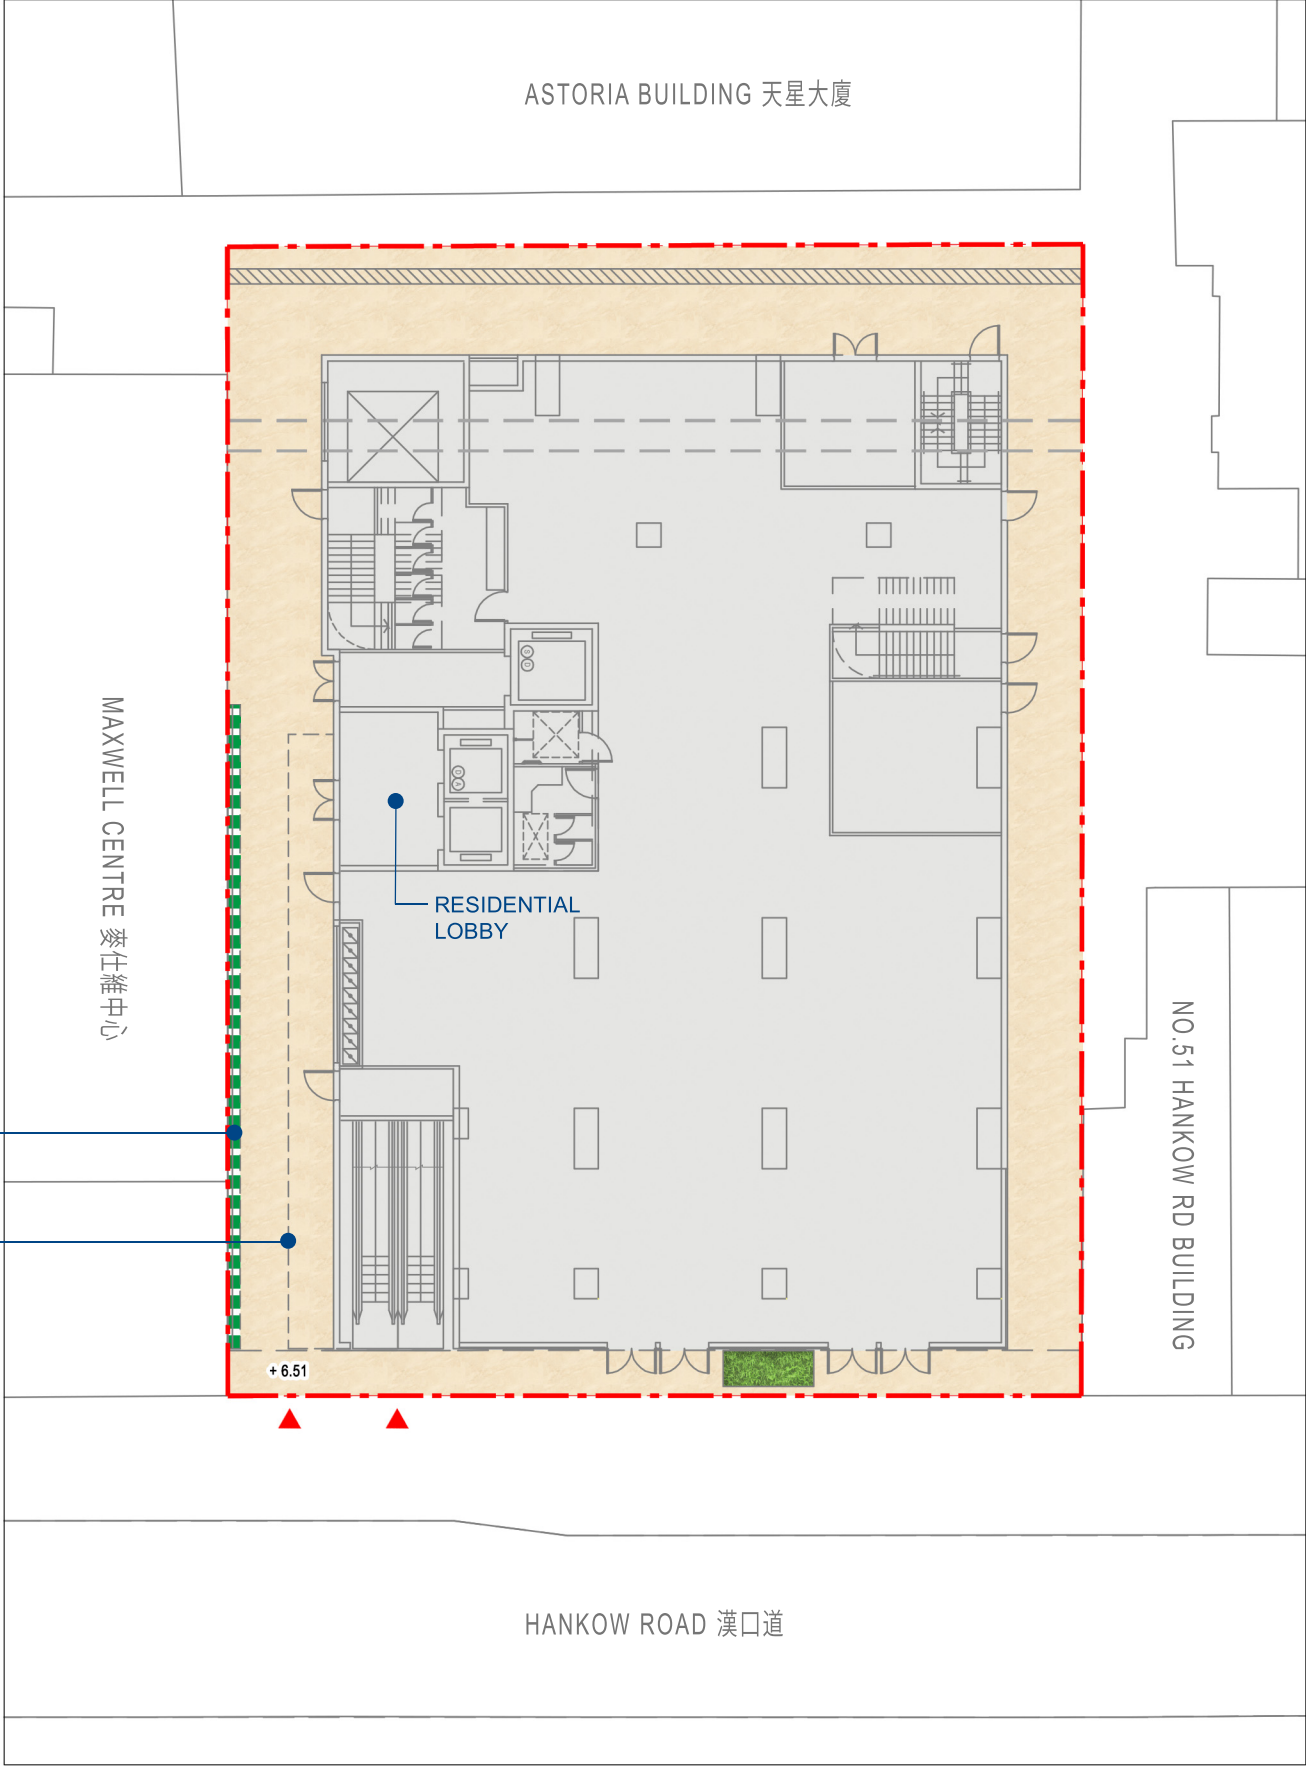 ASTORIA BUILDING 天星大廈
MAXWELL CENTRE 麥仕維中心
S
D
D
A
RESIDENTIAL
LOBBY
NO.51 HANKOW RD BUILDING
+ 6.51
HANKOW ROAD 漢口道